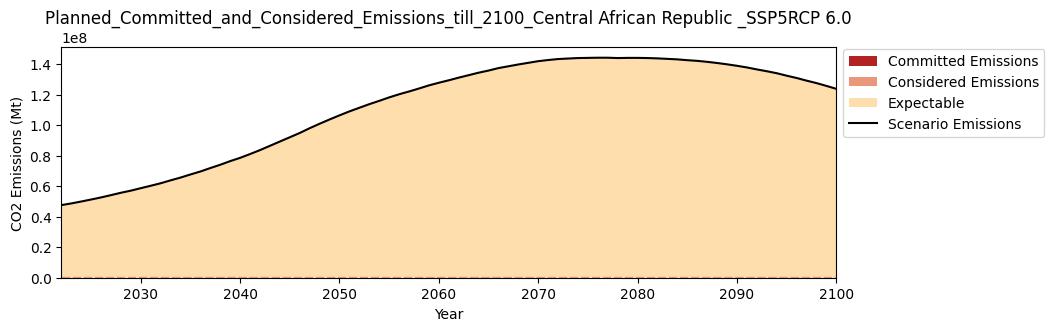 Planned_Committed_and_Considered_Emissions_till_2100_Central African Republic _SSP5RCP 6.0
1e8
1.4
1.2
1.0
0.8
0.6
0.4
0.2
0.0
CO2 Emissions (Mt)
2030
2040
2050
2060
2070
2080
2090
2100
Year
Committed Emissions
Considered Emissions
Expectable
Scenario Emissions